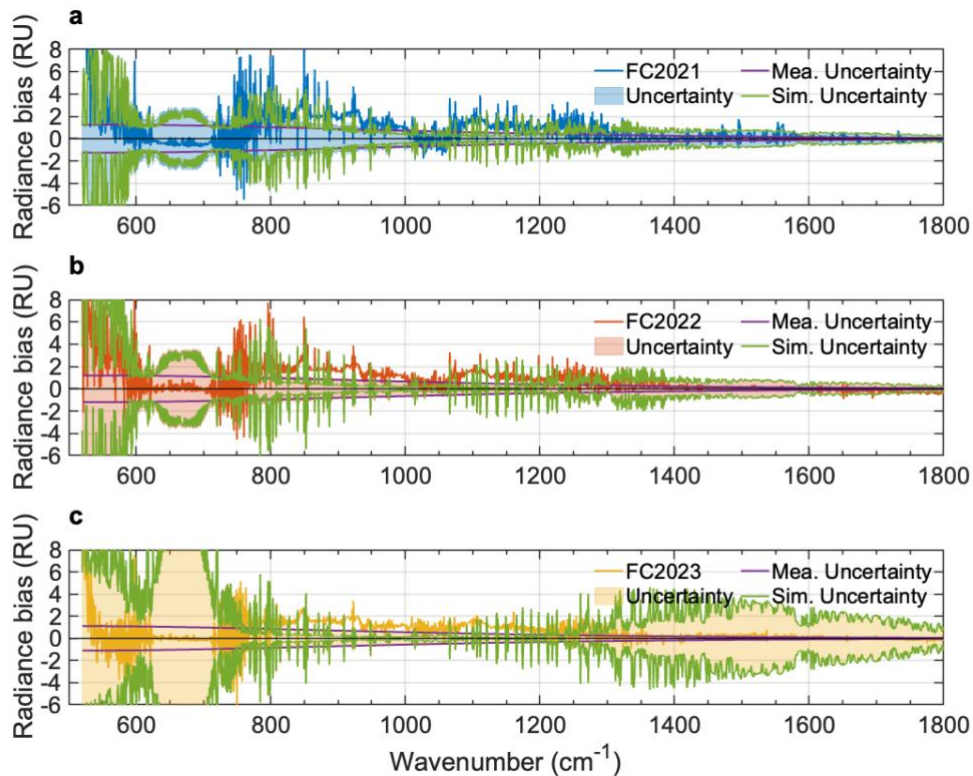 a
Radiance bias (RU)
8
6
4
2
0
-2
-4
-6
FC2021
Mea. Uncertainty
Uncertainty
Sim. Uncertainty
600 800 1000 1200 1400 1600 1800
b
Radiance bias (RU)
8
6
4
2
0
-2
-4
-6
FC2022
Mea. Uncertainty
Uncertainty
Sim. Uncertainty
600 800 1000 1200 1400 1600 1800
c
Radiance bias (RU)
8
6
4
2
0
-2
-4
-6
FC2023
Mea. Uncertainty
Uncertainty
Sim. Uncertainty
600 800 1000 1200 1400 1600 1800
Wavenumber (cm⁻¹)